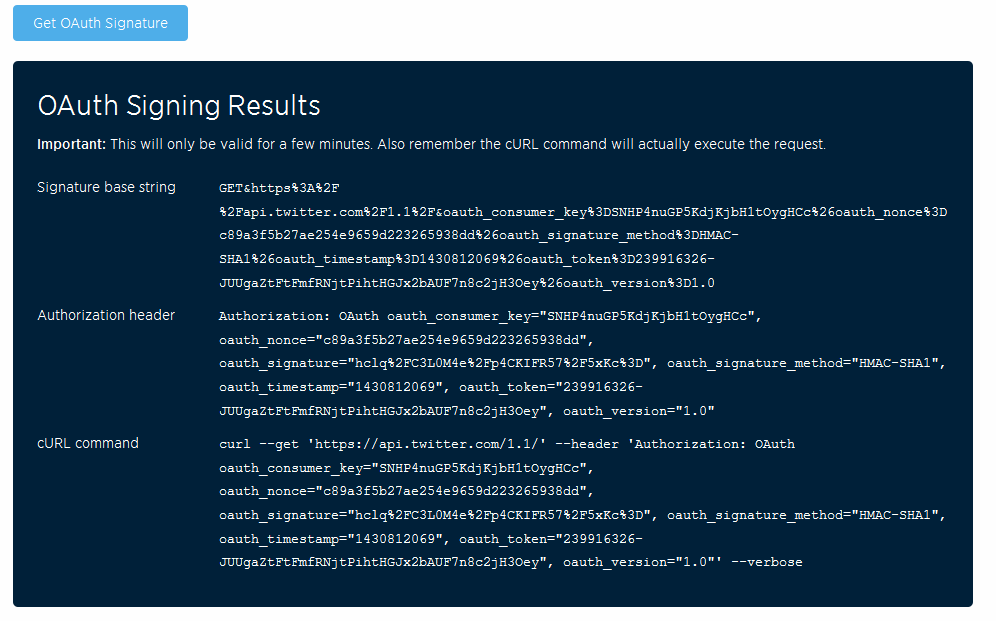 Get OAuth Signature
OAuth Signing Results
Important: This will only be valid for a few minutes. Also remember the cURL command will actually execute the request.
Signature base string
GET&https%3A%2F
%2Fapi.twitter.com%2F1.1%2F&oauth_consumer_key%3DSNHP4nuGP5KdjKjbH1tOygHCc%26oauth_nonce%3D
c89a3f5b27ae254e9659d223265938dd%26oauth_signature_method%3DHMAC-
SHA1%26oauth_timestamp%3D1430812069%26oauth_token%3D239916326-
JUUgaZtFtFmfRNjtPihtHGJx2bAUF7n8c2jH3Oey%26oauth_version%3D1.0
Authorization header
Authorization: OAuth oauth_consumer_key="SNHP4nuGP5KdjKjbH1tOygHCc",
oauth_nonce="c89a3f5b27ae254e9659d223265938dd",
oauth_signature="hclq%2FC3L0M4e%2Fp4CKIFR57%2F5xKc%3D", oauth_signature_method="HMAC-SHA1",
oauth_timestamp="1430812069", oauth_token="239916326-
JUUgaZtFtFmfRNjtPihtHGJx2bAUF7n8c2jH3Oey", oauth_version="1.0"
cURL command
curl --get 'https://api.twitter.com/1.1/' --header 'Authorization: OAuth
oauth_consumer_key="SNHP4nuGP5KdjKjbH1tOygHCc",
oauth_nonce="c89a3f5b27ae254e9659d223265938dd",
oauth_signature="hclq%2FC3L0M4e%2Fp4CKIFR57%2F5xKc%3D", oauth_signature_method="HMAC-SHA1",
oauth_timestamp="1430812069", oauth_token="239916326-
JUUgaZtFtFmfRNjtPihtHGJx2bAUF7n8c2jH3Oey", oauth_version="1.0"' --verbose